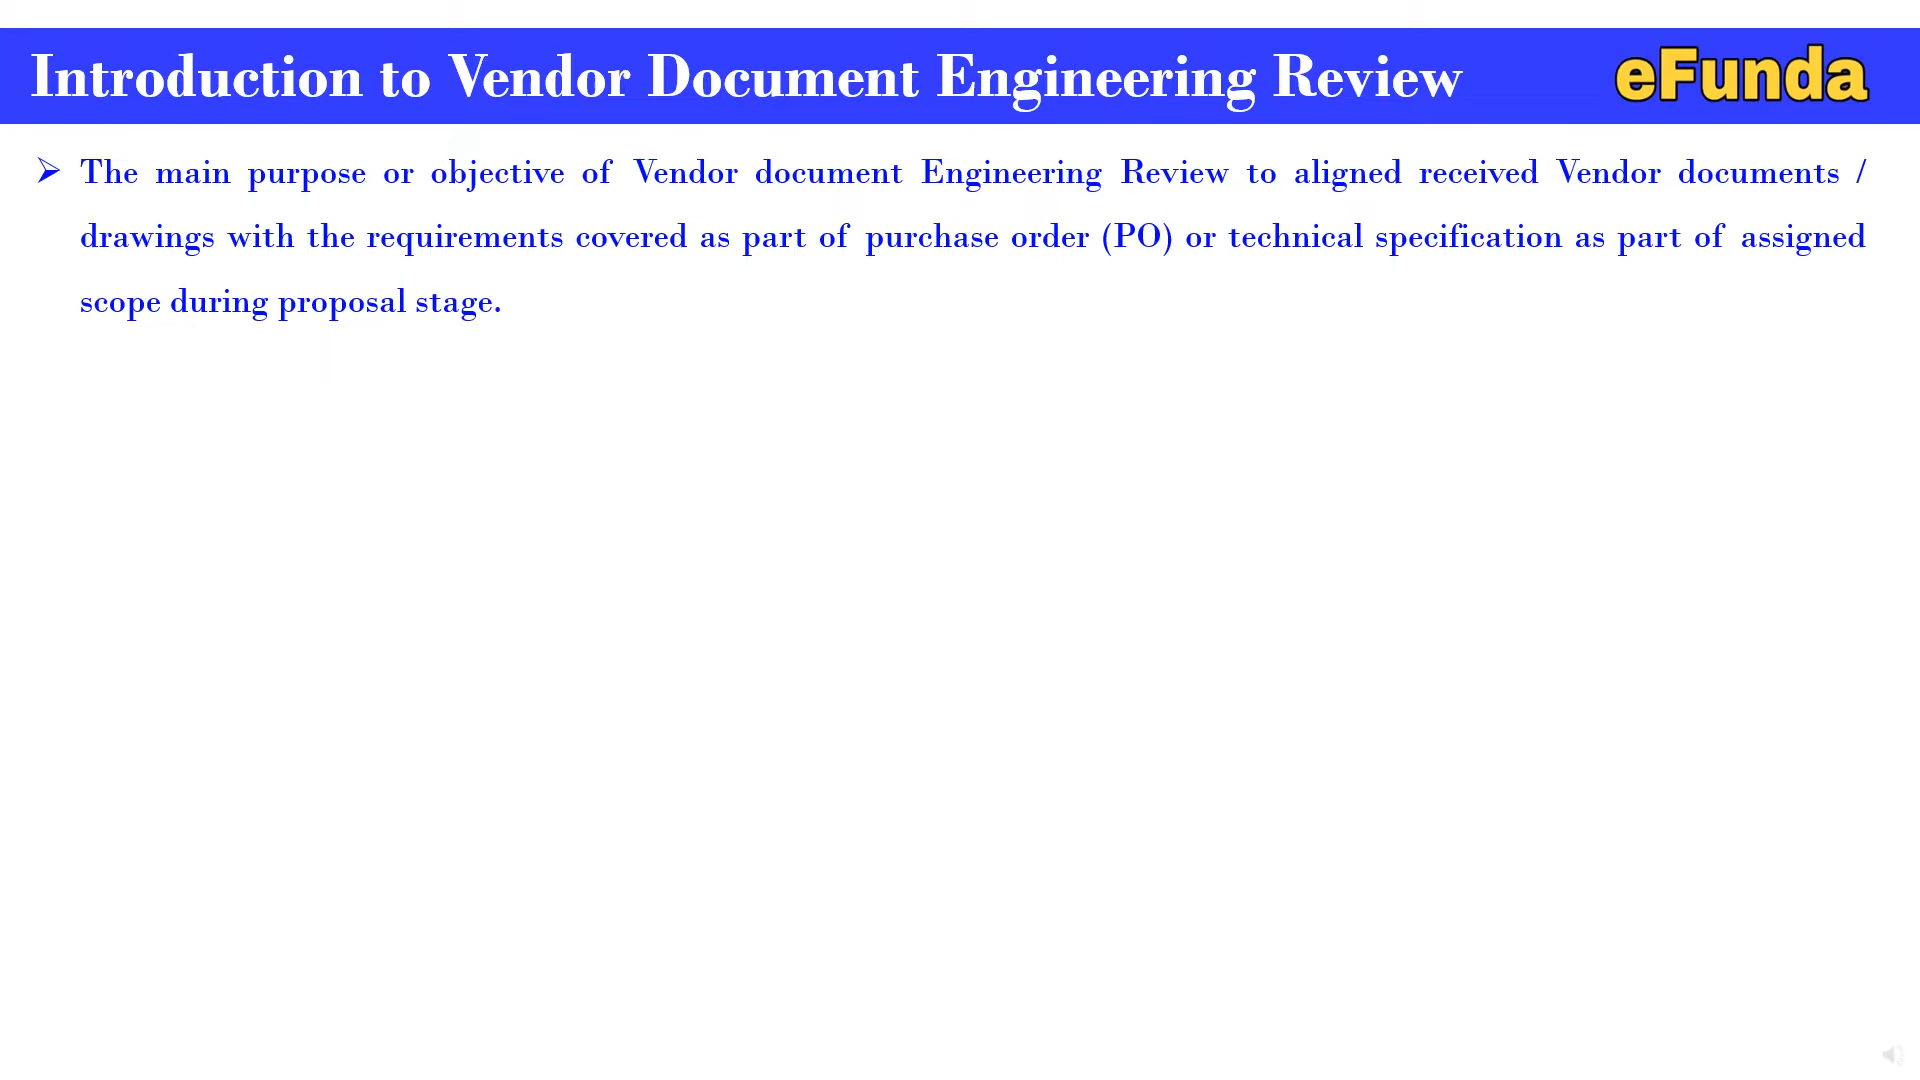 Introduction to Vendor Document Engineering Review
eFunda
➢ The main purpose or objective of Vendor document Engineering Review to aligned received Vendor documents /
drawings with the requirements covered as part of purchase order (PO) or technical specification as part of assigned
scope during proposal stage.